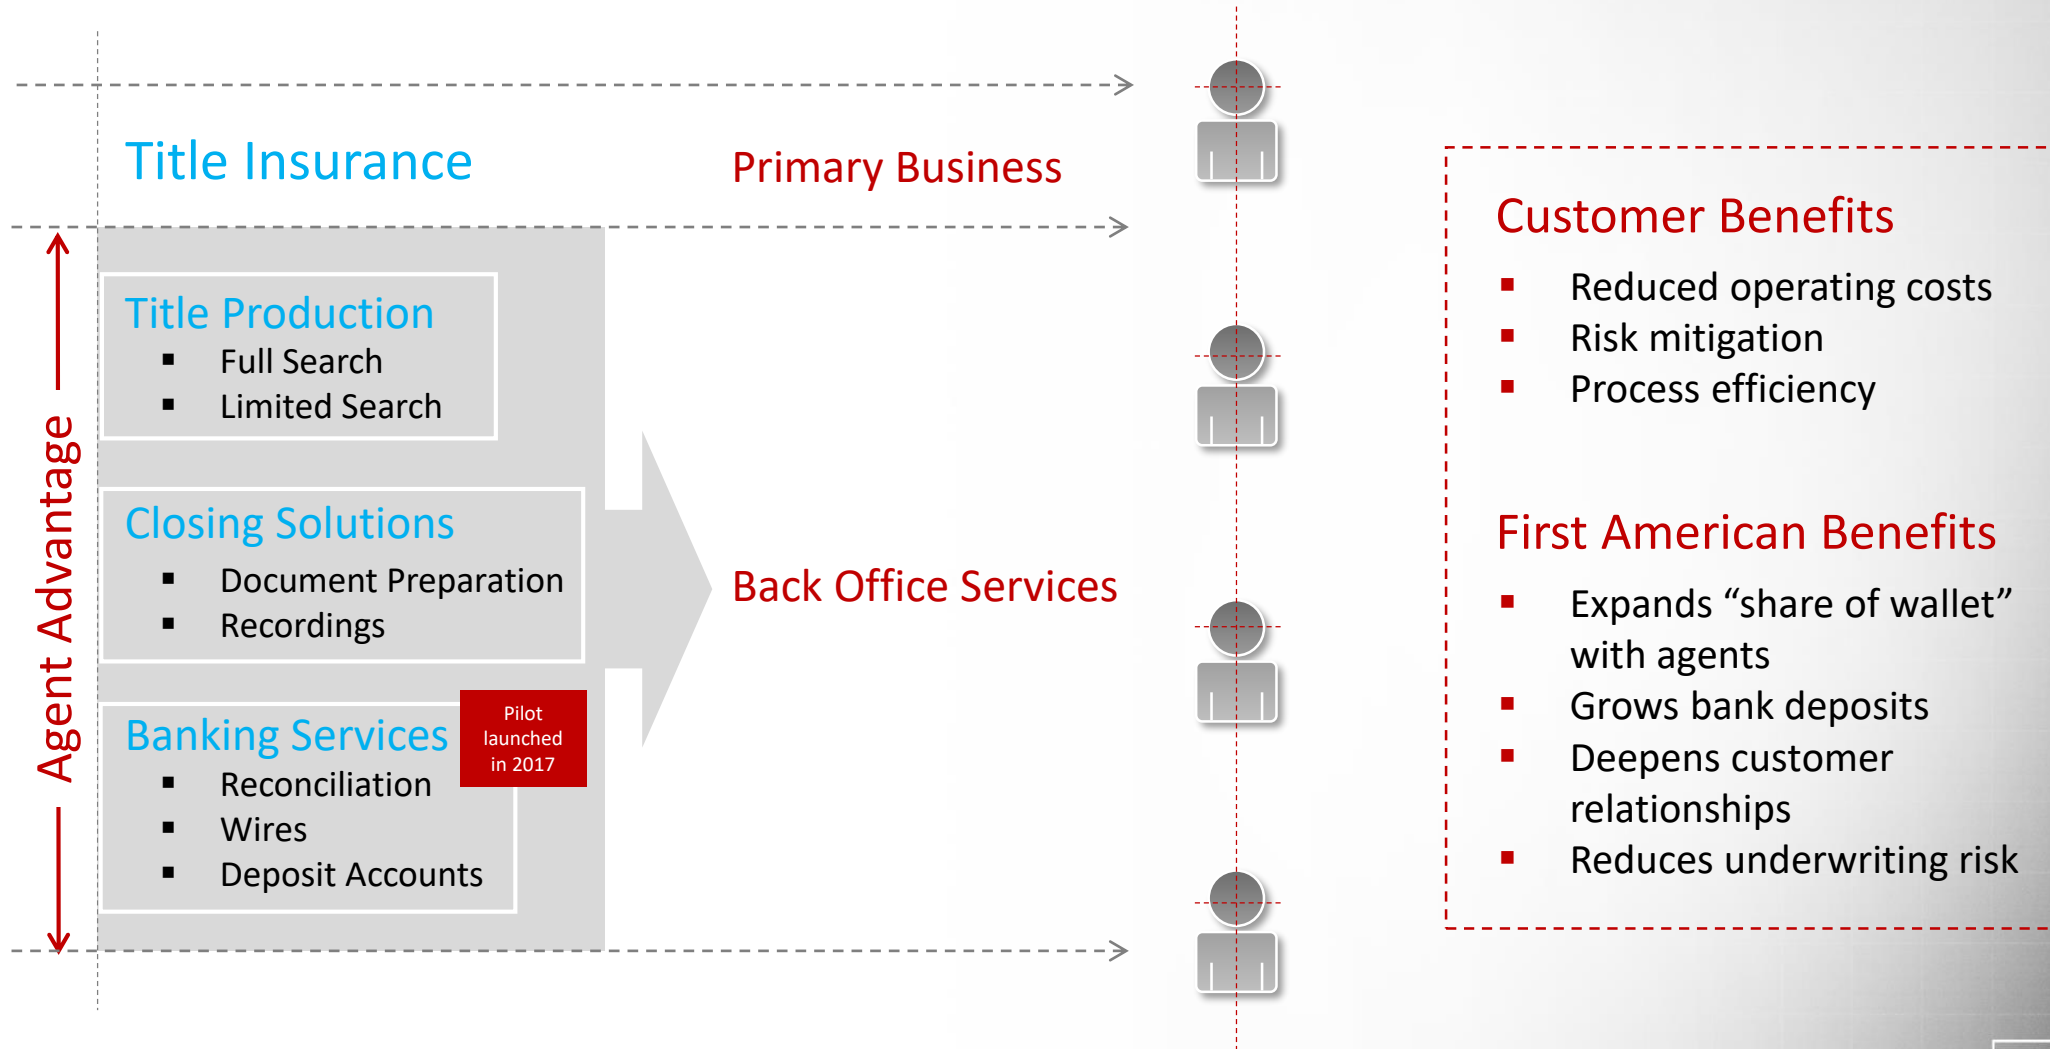 Title Insurance
Primary Business
Agent Advantage
Title Production
▪ Full Search
▪ Limited Search
Closing Solutions
▪ Document Preparation
▪ Recordings
Banking Services
Pilot
launched
in 2017
▪ Reconciliation
▪ Wires
▪ Deposit Accounts
Back Office Services
Customer Benefits
▪ Reduced operating costs
▪ Risk mitigation
▪ Process efficiency
First American Benefits
▪ Expands “share of wallet”
with agents
▪ Grows bank deposits
▪ Deepens customer
relationships
▪ Reduces underwriting risk